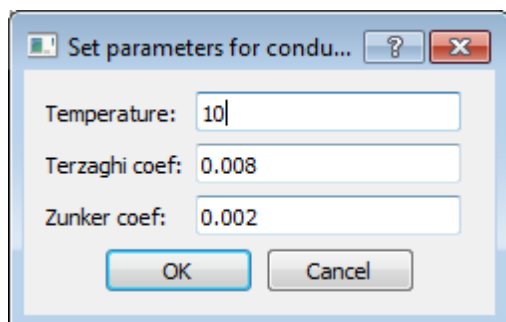 Set parameters for condu... ?
Temperature: 10
Terzaghi coef: 0.008
Zunker coef: 0.002
OK Cancel